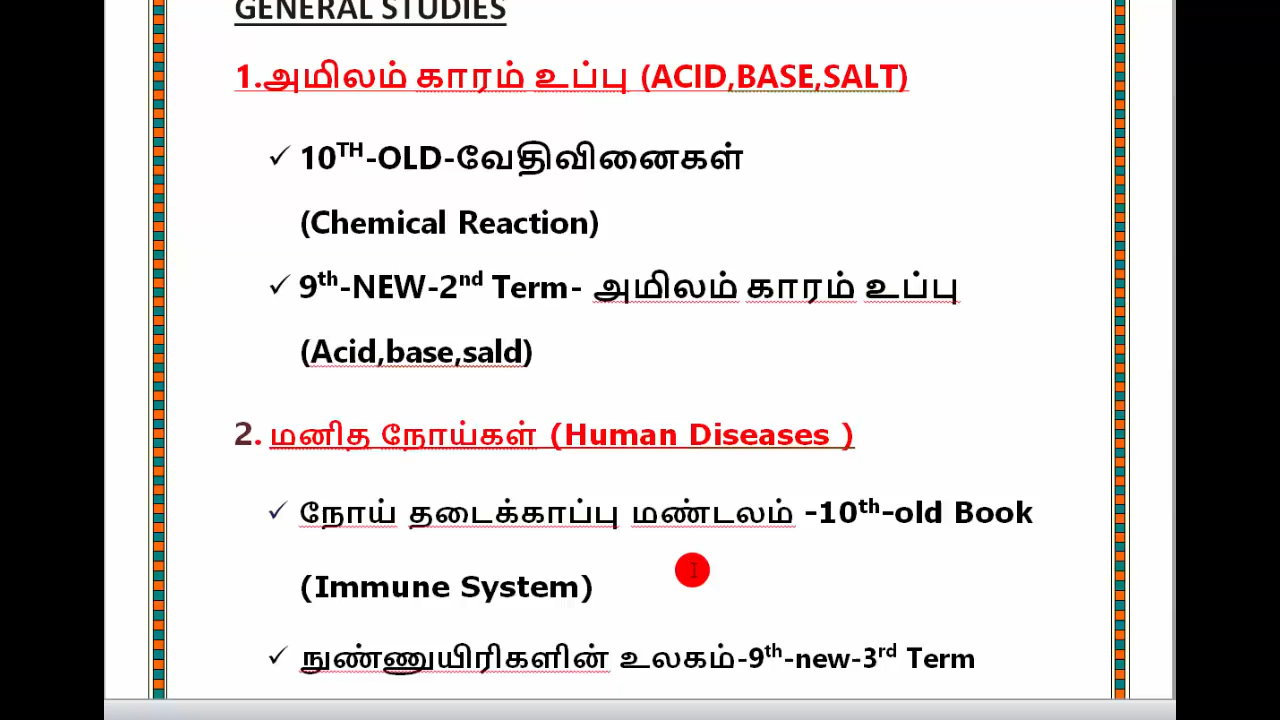 GENERAL STUDIES
1.அமிலம் காரம் உப்பு (ACID,BASE,SALT)
✓ 10TH-OLD-வேதிவினைகள்
(Chemical Reaction)
✓ 9th-NEW-2nd Term- அமிலம் காரம் உப்பு
(Acid,base,sald)
2. மனித நோய்கள் (Human Diseases )
✓ நோய் தடைக்காப்பு மண்டலம் -10th-old Book
(Immune System)
✓ நுண்ணுயிரிகளின் உலகம்-9th-new-3rd Term